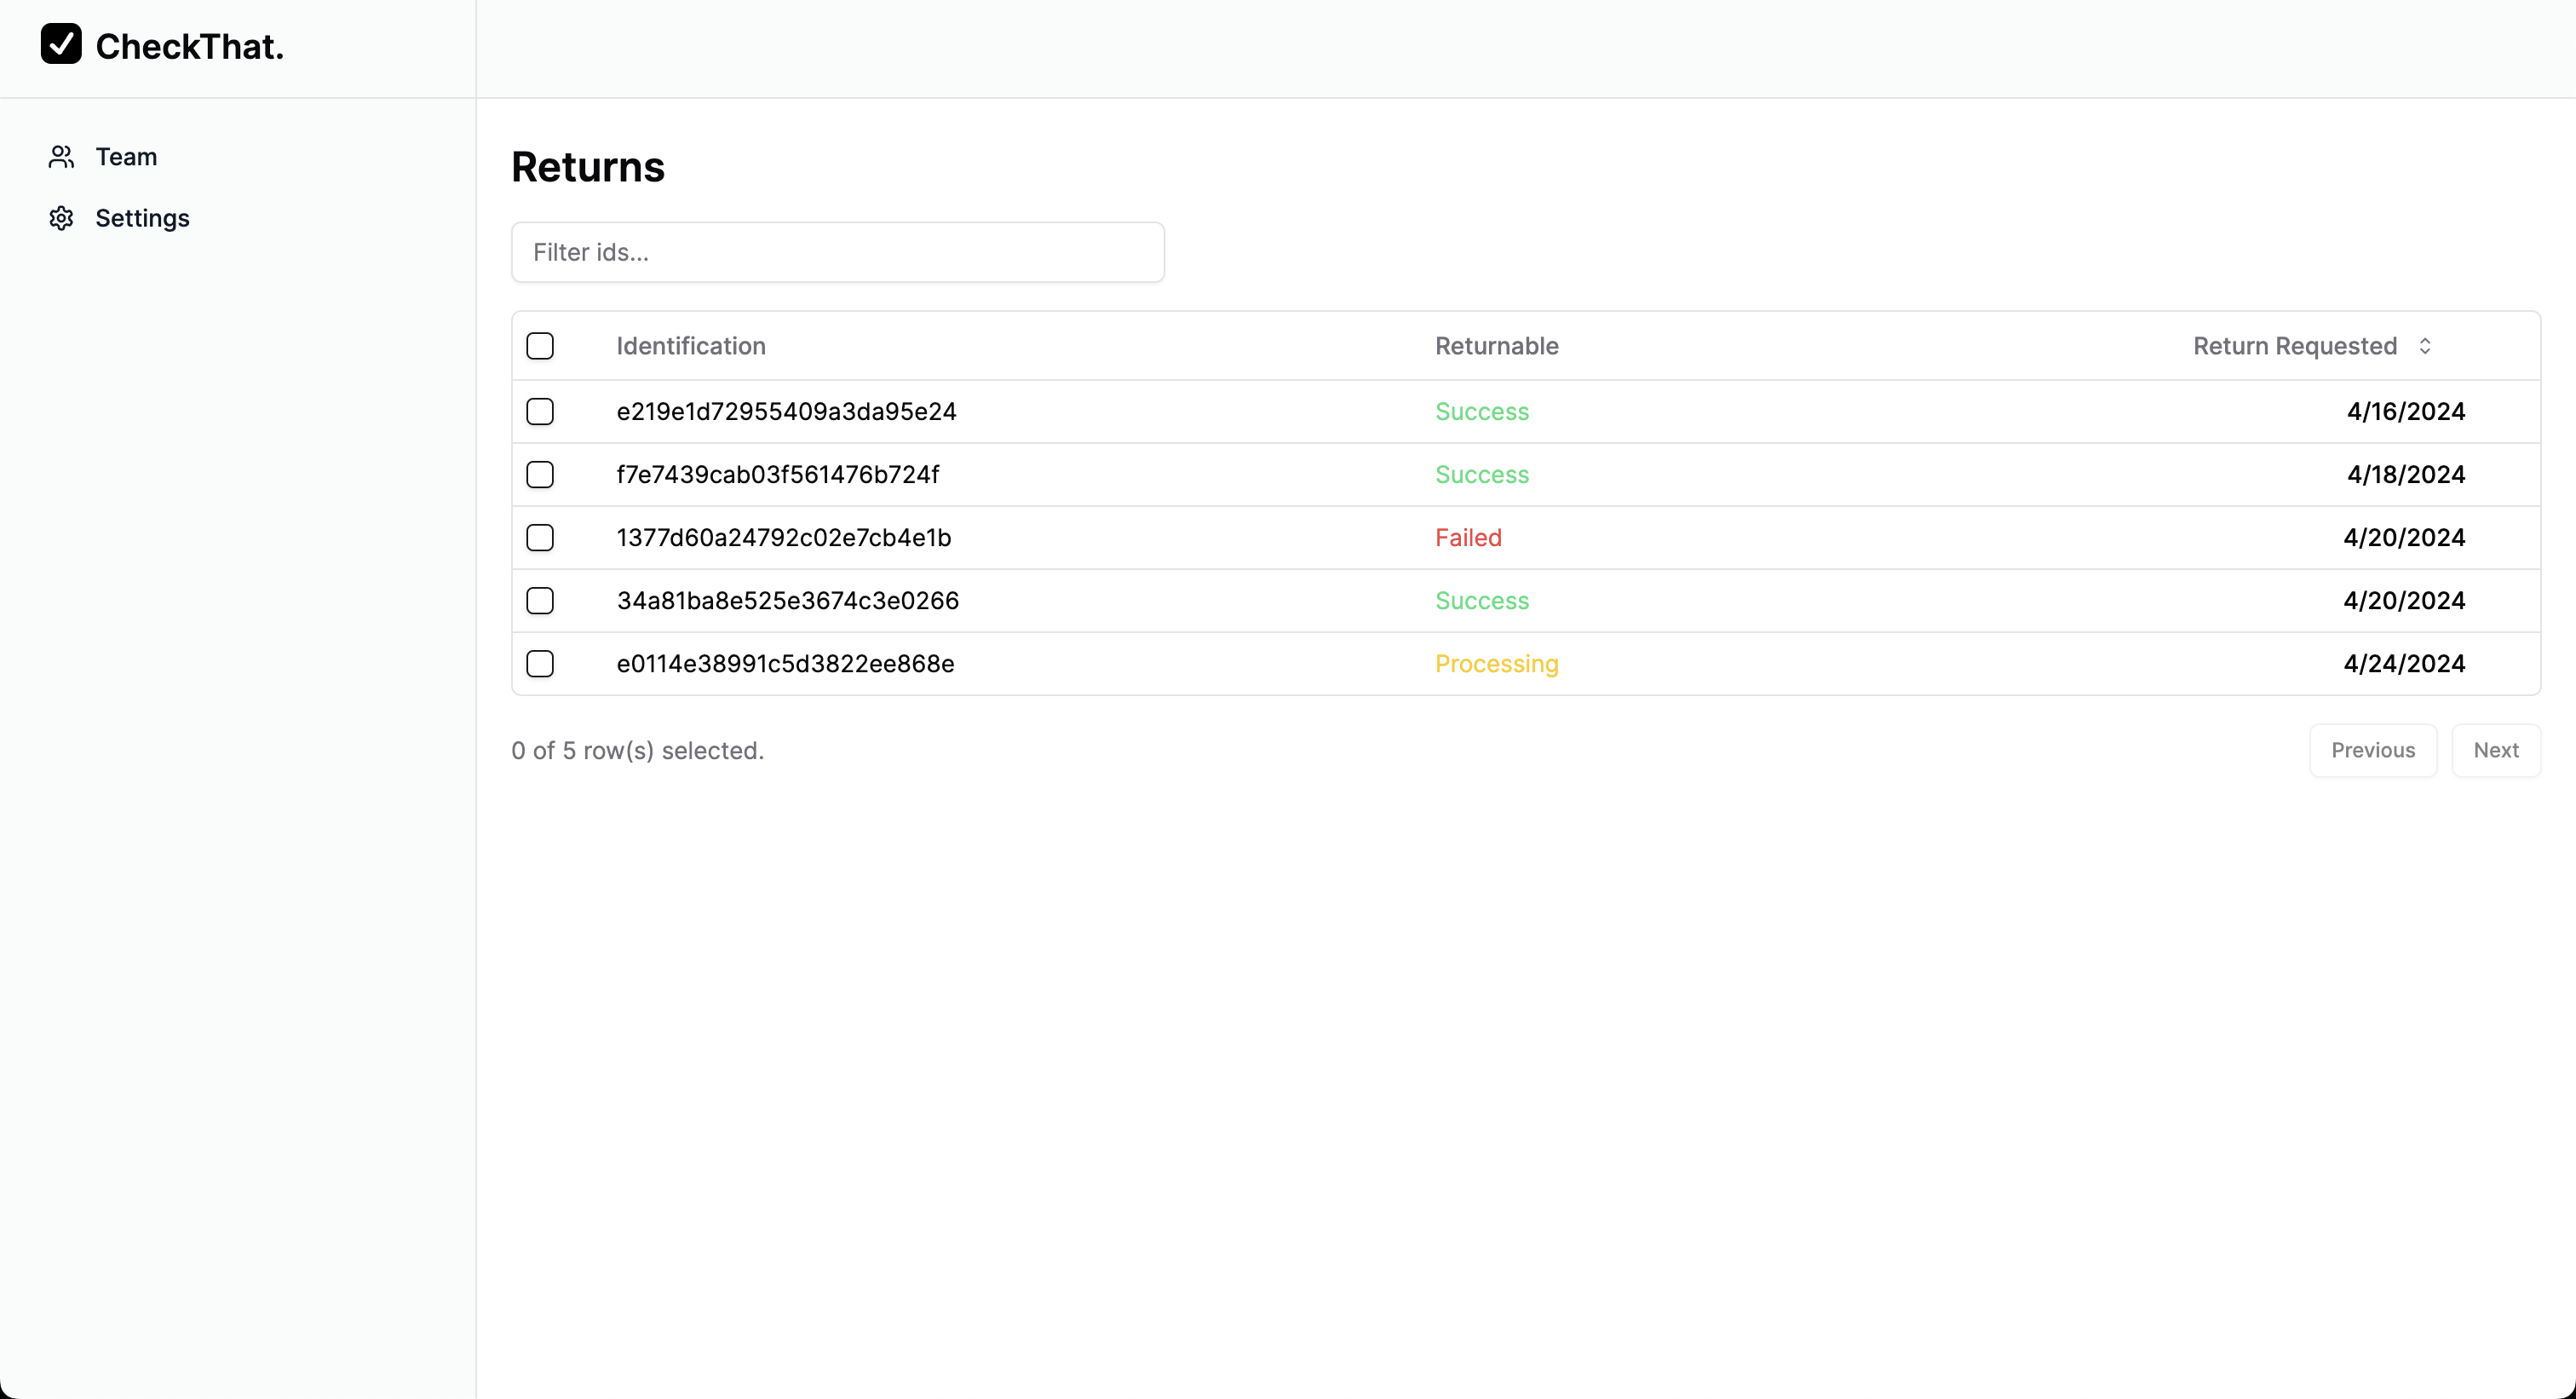 CheckThat.
Team
Settings
Returns
Filter ids...
Identification Returnable Return Requested
e219e1d72955409a3da95e24 Success 4/16/2024
f7e7439cab03f561476b724f Success 4/18/2024
1377d60a24792c02e7cb4e1b Failed 4/20/2024
34a81ba8e525e3674c3e0266 Success 4/20/2024
e0114e38991c5d3822ee868e Processing 4/24/2024
0 of 5 row(s) selected. Previous Next